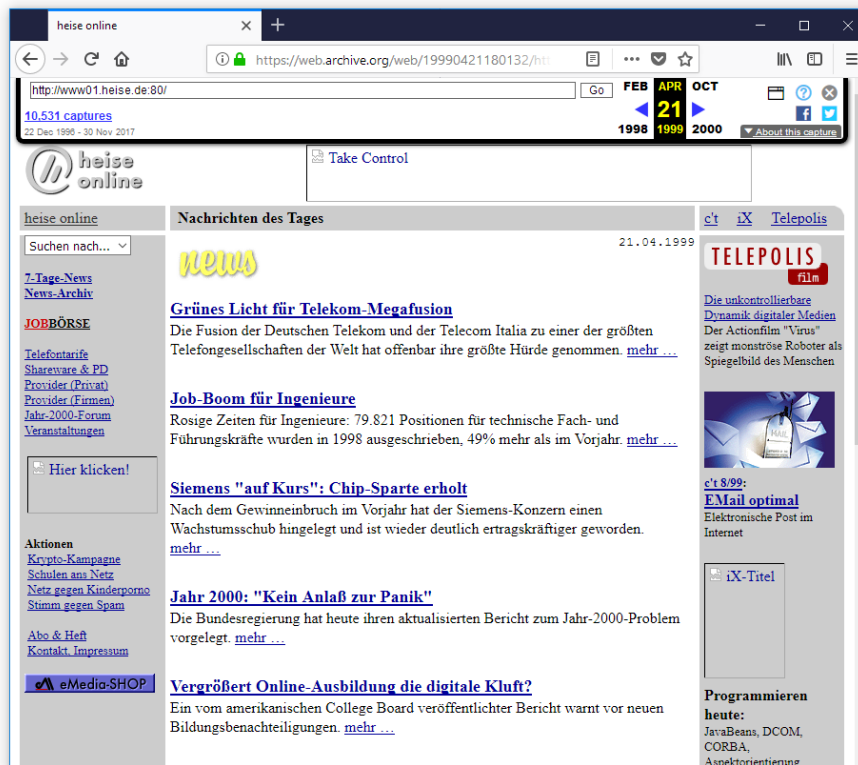 heise online
https://web.archive.org/web/19990421180132/htt
http://www01.heise.de:80/
Go
FEB APR OCT
10,531 captures
21
22 Dec 1996 - 30 Nov 2017
1998 1999 2000
About this capture
heise online
Take Control
heise online
Nachrichten des Tages
c't iX Telepolis
Suchen nach...
7-Tage-News
News-Archiv
JOBBÖRSE
Telefontarife
Shareware & PD
Provider (Privat)
Provider (Firmen)
Jahr-2000-Forum
Veranstaltungen
Hier klicken!
Aktionen
Krypto-Kampagne
Schulen ans Netz
Netz gegen Kinderporno
Stimm gegen Spam
Abo & Heft
Kontakt, Impressum
eMedia-SHOP
news
21.04.1999
Grünes Licht für Telekom-Megafusion
Die Fusion der Deutschen Telekom und der Telecom Italia zu einer der größten
Telefongesellschaften der Welt hat offenbar ihre größte Hürde genommen. mehr ...
Job-Boom für Ingenieure
Rosige Zeiten für Ingenieure: 79.821 Positionen für technische Fach- und
Führungskräfte wurden in 1998 ausgeschrieben, 49% mehr als im Vorjahr. mehr ...
Siemens "auf Kurs": Chip-Sparte erholt
Nach dem Gewinneinbruch im Vorjahr hat der Siemens-Konzern einen
Wachstumsschub hingelegt und ist wieder deutlich ertragskräftiger geworden.
mehr ...
Jahr 2000: "Kein Anlaß zur Panik"
Die Bundesregierung hat heute ihren aktualisierten Bericht zum Jahr-2000-Problem
vorgelegt. mehr ...
Vergrößert Online-Ausbildung die digitale Kluft?
Ein vom amerikanischen College Board veröffentlichter Bericht warnt vor neuen
Bildungsbenachteiligungen. mehr ...
TELEPOLIS
film
Die unkontrollierbare
Dynamik digitaler Medien
Der Actionfilm "Virus"
zeigt monströse Roboter als
Spiegelbild des Menschen
MAIL
c't 8/99:
EMail optimal
Elektronische Post im
Internet
iX-Titel
Programmieren
heute:
JavaBeans, DCOM,
CORBA,
Aspektorientierung